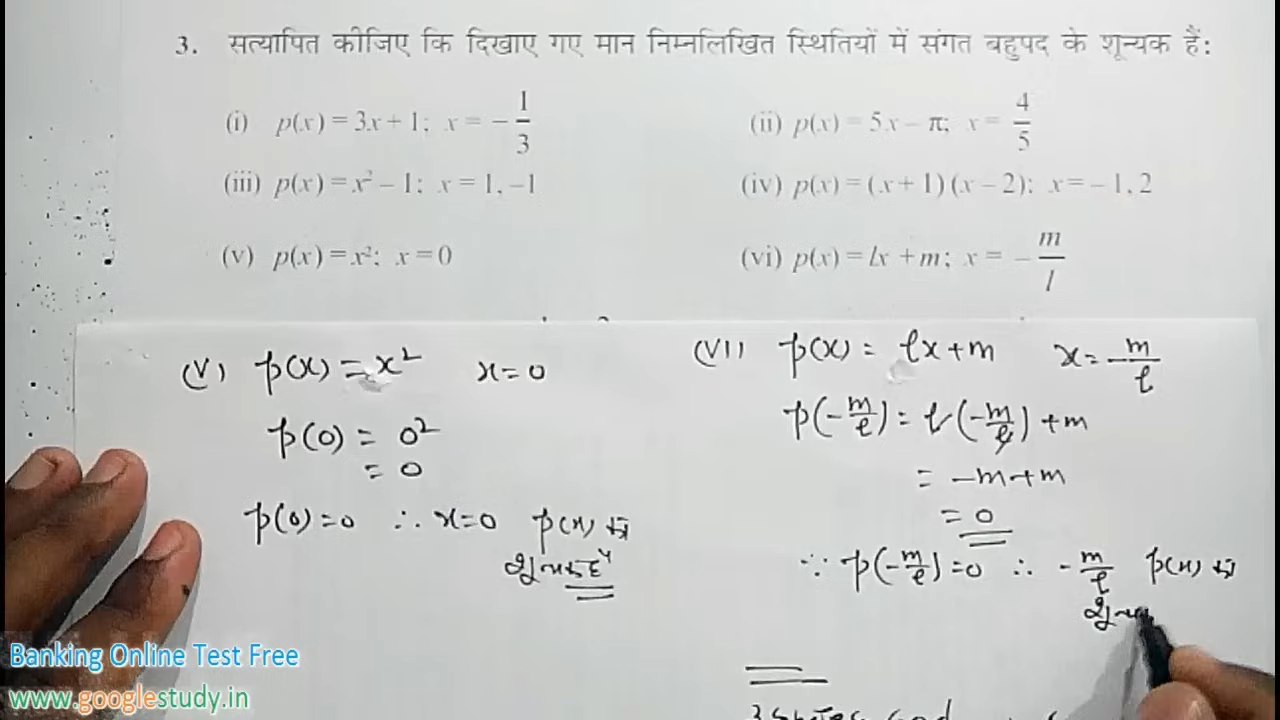 3. सत्यापित कीजिए कि दिखाए गए मान निम्नलिखित स्थितियों में संगत बहुपद के शून्यक हैं:
(i) p(x) = 3x + 1; x = -1/3
(ii) p(x) = 5x – π; x = 4/5
(iii) p(x) = x² – 1; x = 1, –1
(iv) p(x) = (x + 1) (x – 2); x = – 1, 2
(v) p(x) = x²; x = 0
(vi) p(x) = lx + m; x = – m/l
(V) p(x) = x² x = 0
p(0) = 0²
= 0
p(0) = 0 ∴ x = 0 p(x) का
शून्यक है
(VI) p(x) = lx + m x = -m/l
p(-m/l) = l(-m/l) + m
= -m + m
= 0
∵ p(-m/l) = 0 ∴ -m/l p(x) का
Banking Online Test Free
www.googlestudy.in